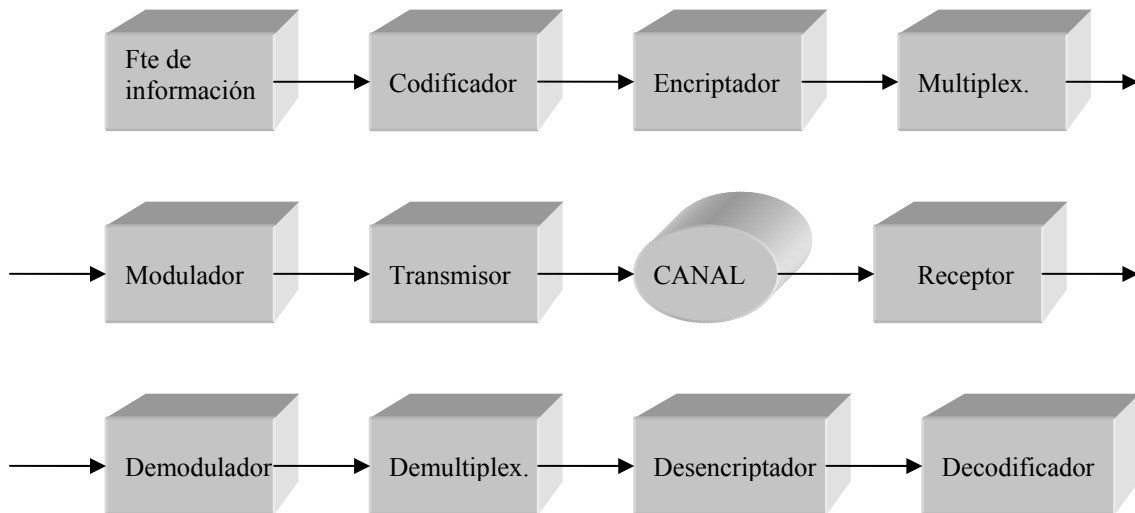 Fte de
información
Codificador
Encriptador
Multiplex.
Modulador
Transmisor
CANAL
Receptor
Demodulador
Demultiplex.
Desencriptador
Decodificador